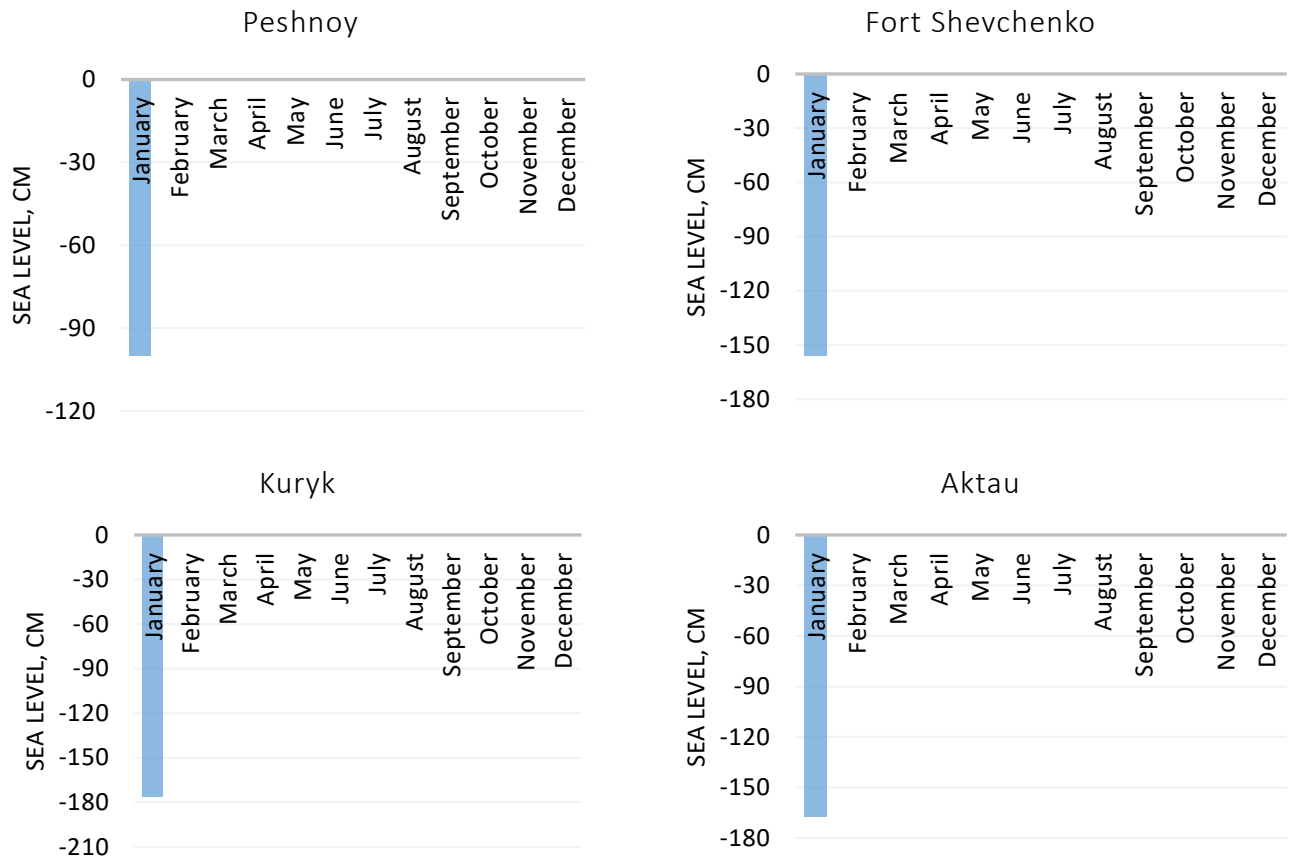 Peshnoy
0
-30
-60
-90
-120
SEA LEVEL, CM
January
February
March
April
May
June
July
August
September
October
November
December
Fort Shevchenko
0
-30
-60
-90
-120
-150
-180
SEA LEVEL, CM
January
February
March
April
May
June
July
August
September
October
November
December
Kuryk
0
-30
-60
-90
-120
-150
-180
-210
SEA LEVEL, CM
January
February
March
April
May
June
July
August
September
October
November
December
Aktau
0
-30
-60
-90
-120
-150
-180
SEA LEVEL, CM
January
February
March
April
May
June
July
August
September
October
November
December